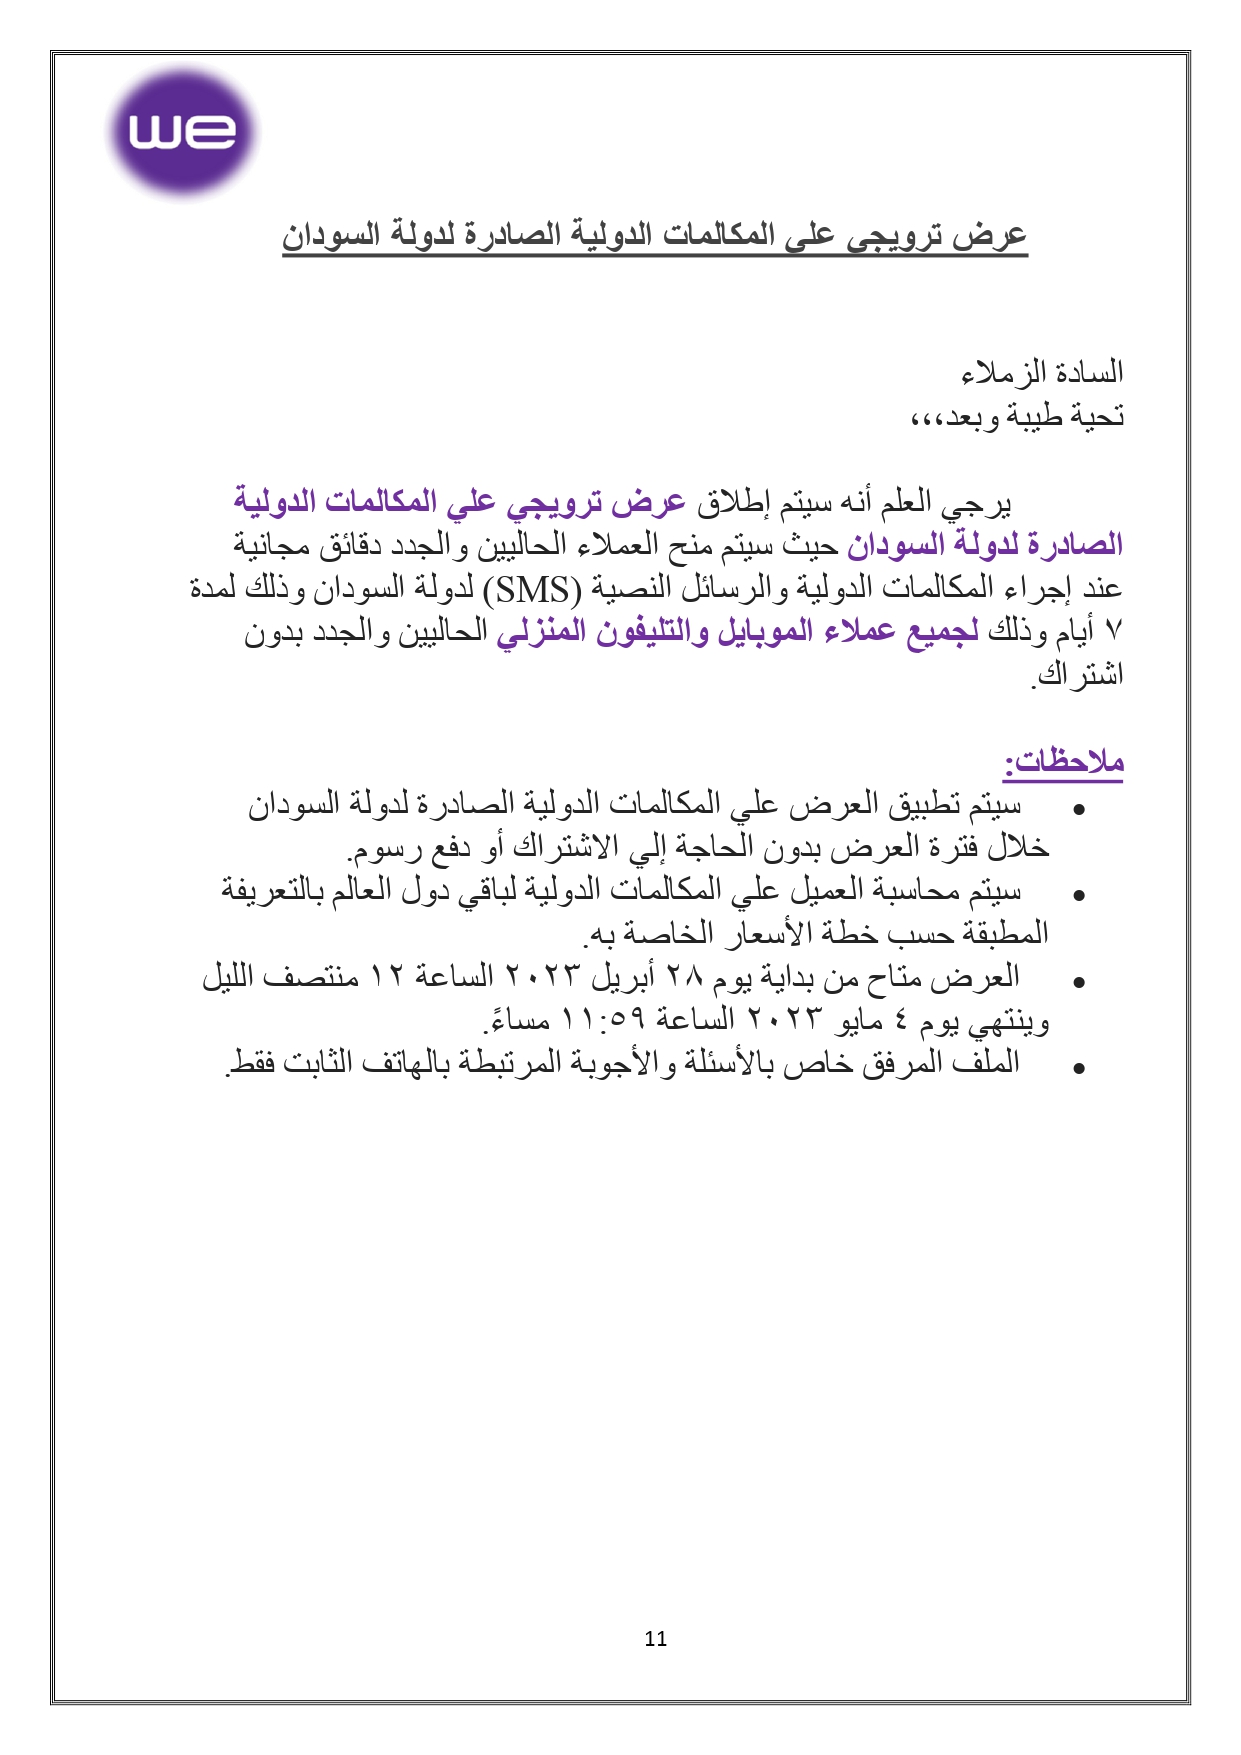 we
عرض ترويجي علي المكالمات الدولية الصادرة لدولة السودان
السادة الزملاء
تحية طيبة وبعد،،،
يرجي العلم أنه سيتم إطلاق عرض ترويجي علي المكالمات الدولية
الصادرة لدولة السودان حيث سيتم منح العملاء الحاليين والجدد دقائق مجانية
عند إجراء المكالمات الدولية والرسائل النصية (SMS) لدولة السودان وذلك لمدة
٧ أيام وذلك لجميع عملاء الموبايل والتليفون المنزلي الحاليين والجدد بدون
اشتراك.
ملاحظات:
• سيتم تطبيق العرض علي المكالمات الدولية الصادرة لدولة السودان
خلال فترة العرض بدون الحاجة إلي الاشتراك أو دفع رسوم.
• سيتم محاسبة العميل علي المكالمات الدولية لباقي دول العالم بالتعريفة
المطبقة حسب خطة الأسعار الخاصة به.
• العرض متاح من بداية يوم ٢٨ أبريل ٢٠٢٣ الساعة ١٢ منتصف الليل
وينتهي يوم ٤ مايو ٢٠٢٣ الساعة ١١:٥٩ مساءً.
• الملف المرفق خاص بالأسئلة والأجوبة المرتبطة بالهاتف الثابت فقط.
11